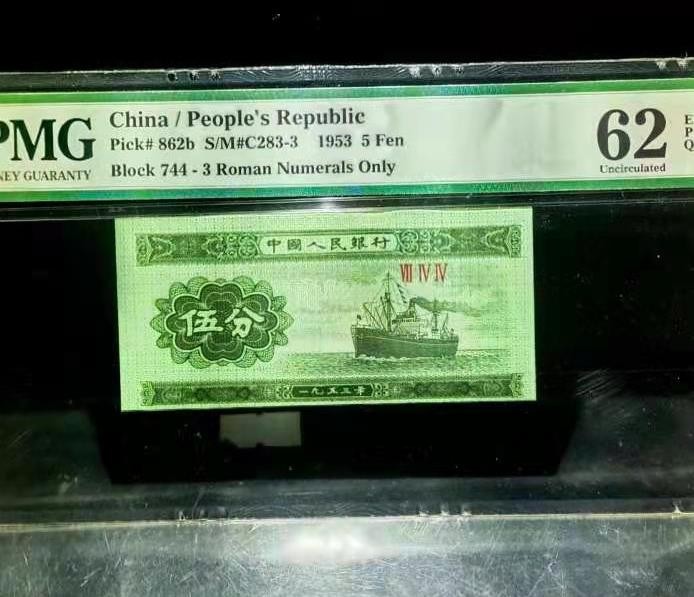 PMG
NEY GUARANTY
China / People's Republic
Pick# 862b S/M#C283-3 1953 5 Fen
Block 744 - 3 Roman Numerals Only
62
Uncirculated
E
P
Q
中國人民銀行
VII IV IV
伍分
一九五三年